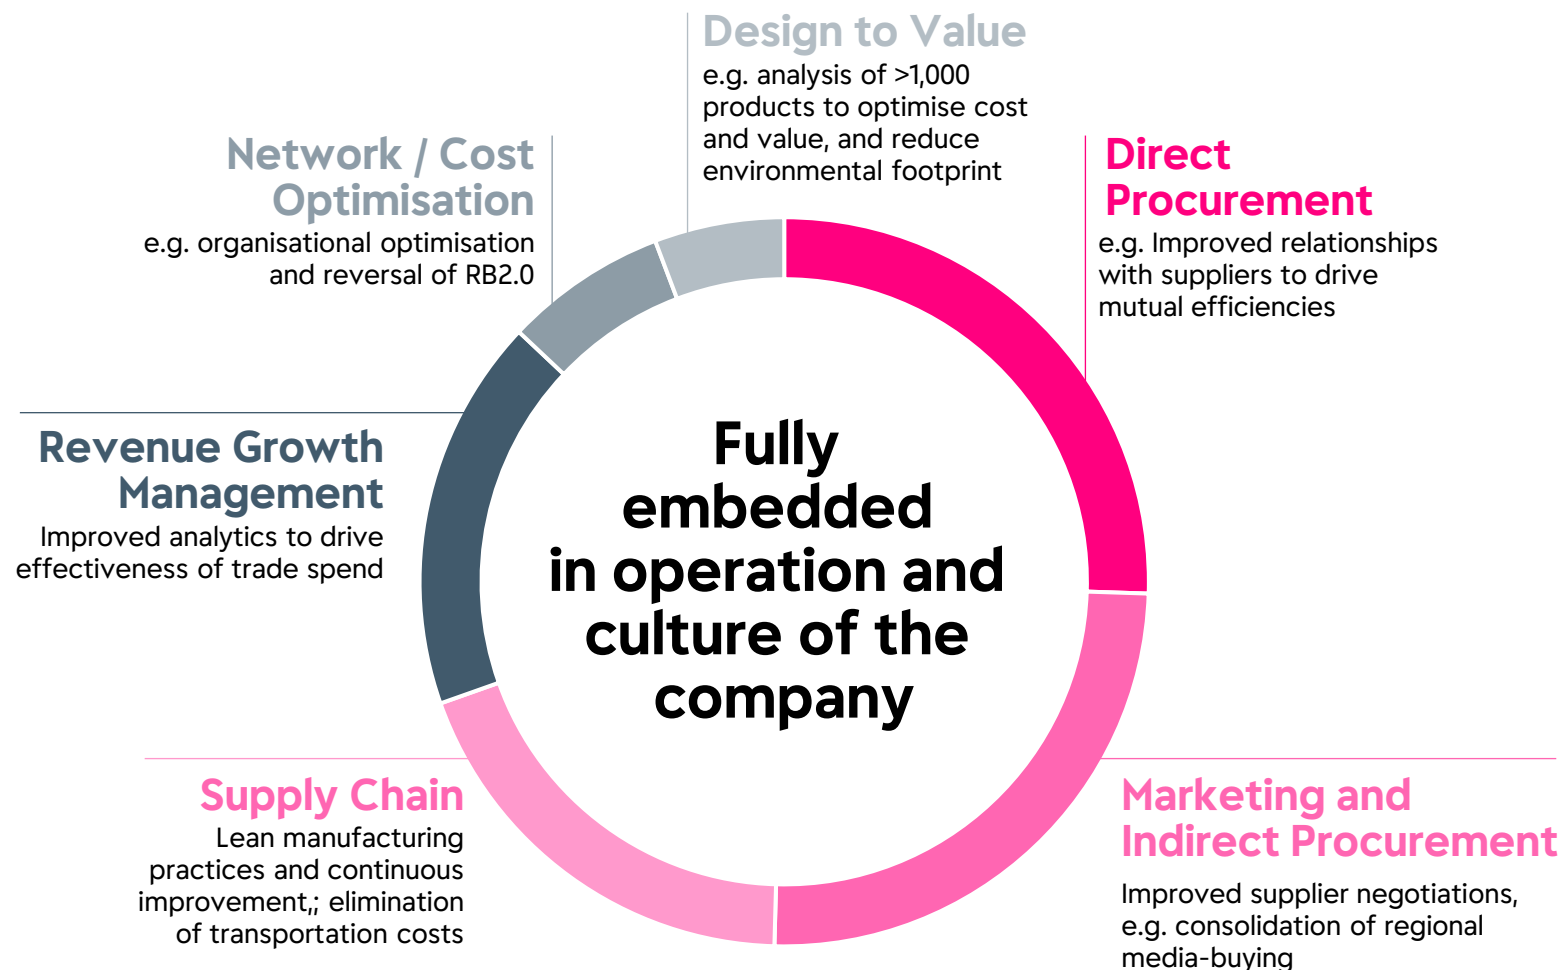 Design to Value
e.g. analysis of >1,000
products to optimise cost
and value, and reduce
environmental footprint
Network / Cost
Optimisation
e.g. organisational optimisation
and reversal of RB2.0
Direct
Procurement
e.g. Improved relationships
with suppliers to drive
mutual efficiencies
Revenue Growth
Management
Improved analytics to drive
effectiveness of trade spend
Fully
embedded
in operation and
culture of the
company
Supply Chain
Lean manufacturing
practices and continuous
improvement,; elimination
of transportation costs
Marketing and
Indirect Procurement
Improved supplier negotiations,
e.g. consolidation of regional
media-buying